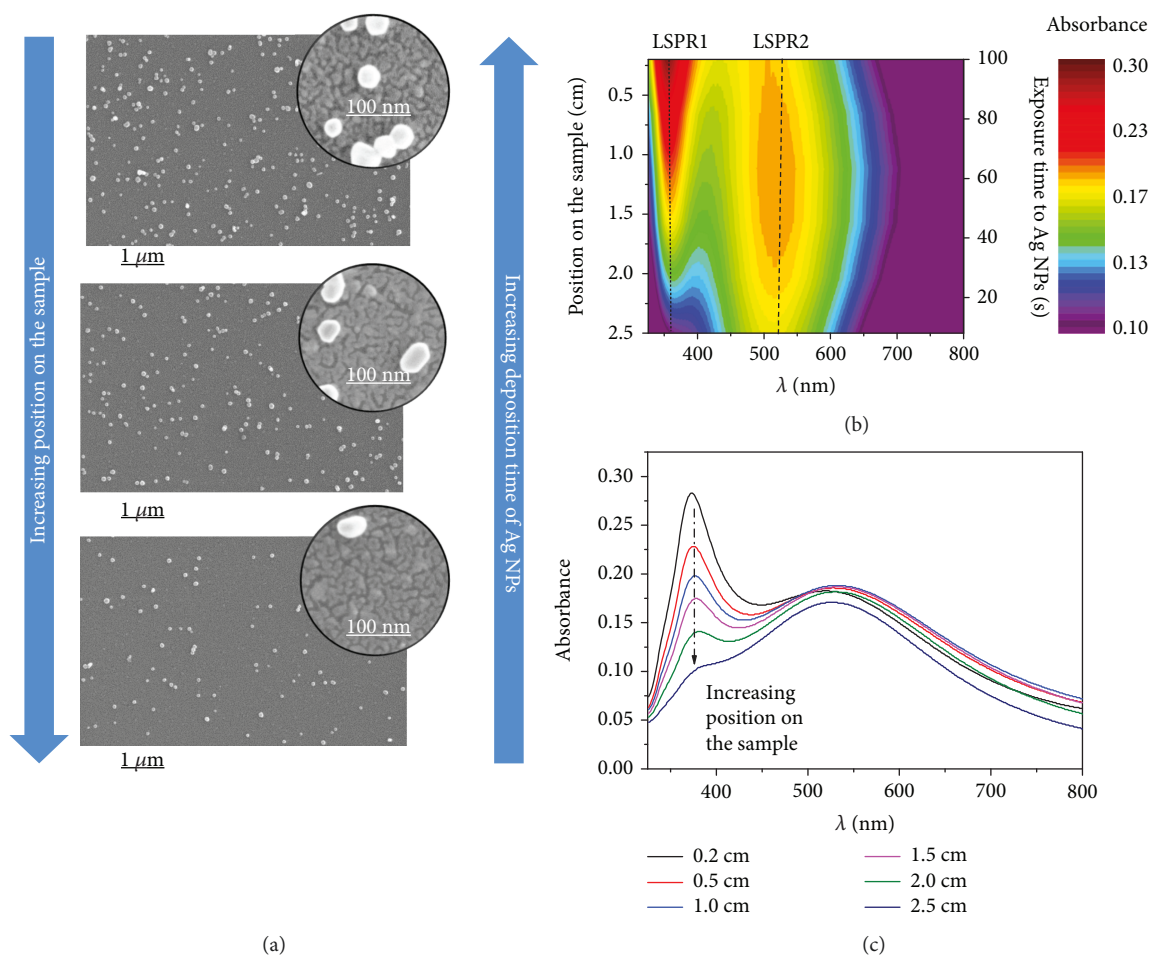 Increasing position on the sample
100 nm
1 μm
100 nm
1 μm
100 nm
1 μm
Increasing deposition time of Ag NPs
(a)
LSPR1
LSPR2
Absorbance
Position on the sample (cm)
0.5
1.0
1.5
2.0
2.5
400
500
600
700
800
λ (nm)
100
80
60
40
20
Exposure time to Ag NPs (s)
0.30
0.23
0.17
0.13
0.10
(b)
Absorbance
0.30
0.25
0.20
0.15
0.10
0.05
0.00
Increasing
position on
the sample
400
500
600
700
800
λ (nm)
0.2 cm
0.5 cm
1.0 cm
1.5 cm
2.0 cm
2.5 cm
(c)